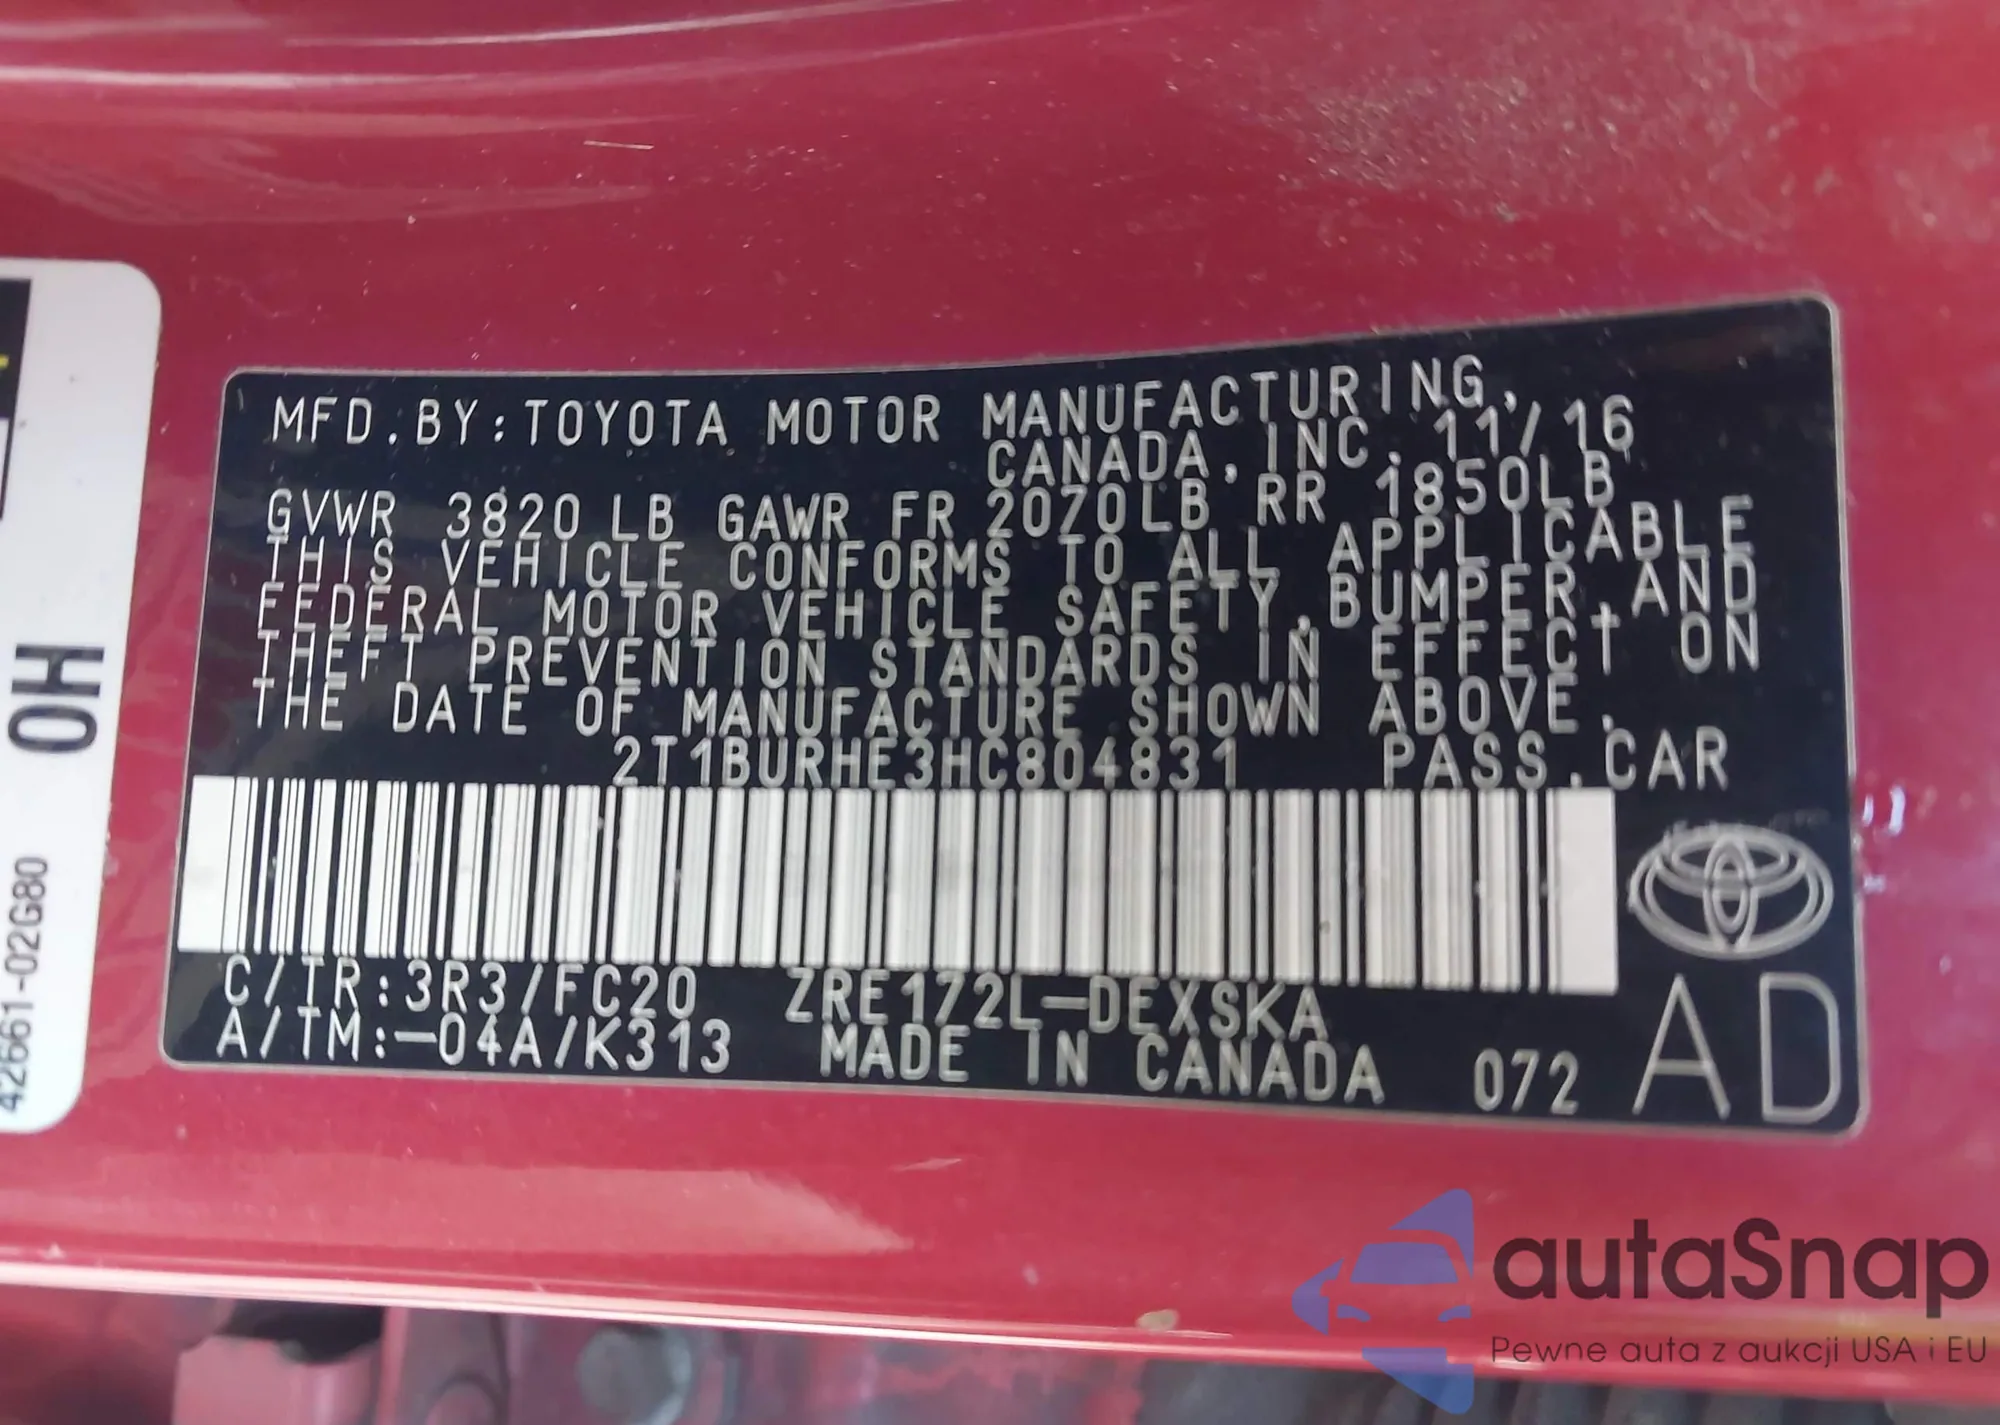 MFD.BY:TOYOTA MOTOR MANUFACTURING,
CANADA, INC. 11/16
GVWR 3820 LB GAWR FR 2070LB RR 1850LB
THIS VEHICLE CONFORMS TO ALL APPLICABLE
FEDERAL MOTOR VEHICLE SAFETY,BUMPER,AND
THEFT PREVENTION STANDARDS IN EFFECT ON
THE DATE OF MANUFACTURE SHOWN ABOVE.
2T1BURHE3HC804831 PASS.CAR
C/TR:3R3/FC20 ZRE172L-DEXSKA
A/TM:-04A/K313 MADE IN CANADA 072
AD
0H
42661-02G80
autaSnap
Pewne auta z aukcji USA i EU